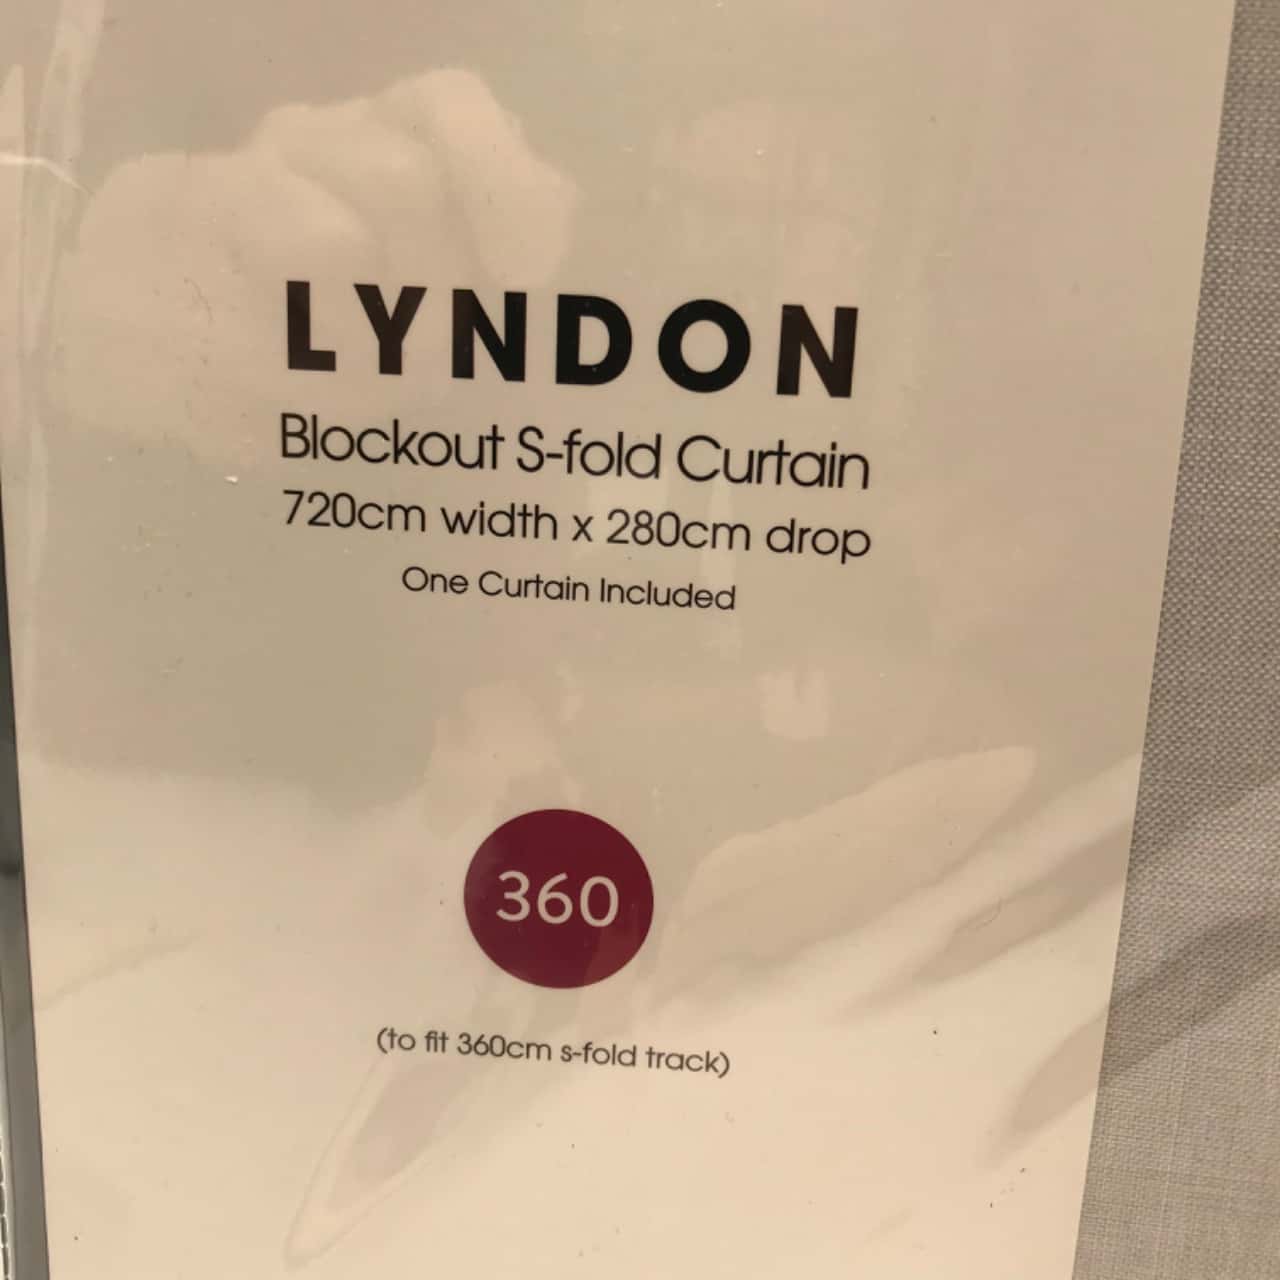 LYNDON
Blockout S-fold Curtain
720cm width x 280cm drop
One Curtain Included
360
(to fit 360cm s-fold track)